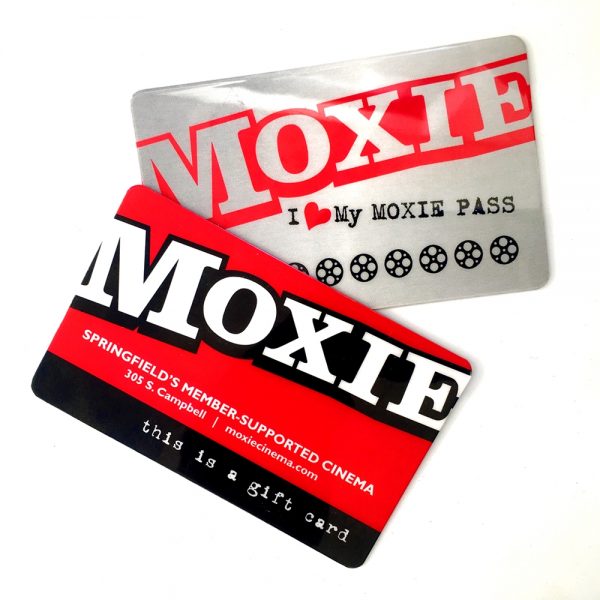 MOXIE
I My MOXIE PASS
MOXIE
SPRINGFIELD'S MEMBER-SUPPORTED CINEMA
305 S. Campbell | moxiecinema.com
this is a gift card